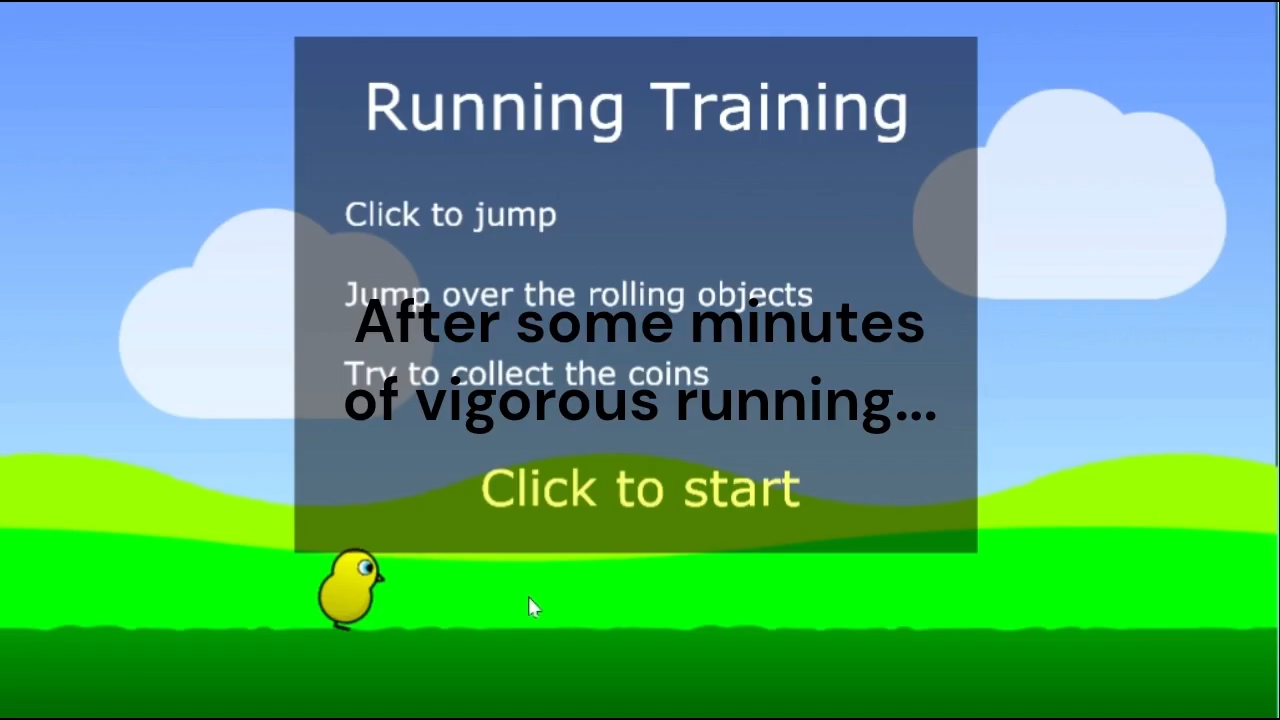 Running Training
Click to jump
Jump over the rolling objects
After some minutes
Try to collect the coins
of vigorous running...
Click to start